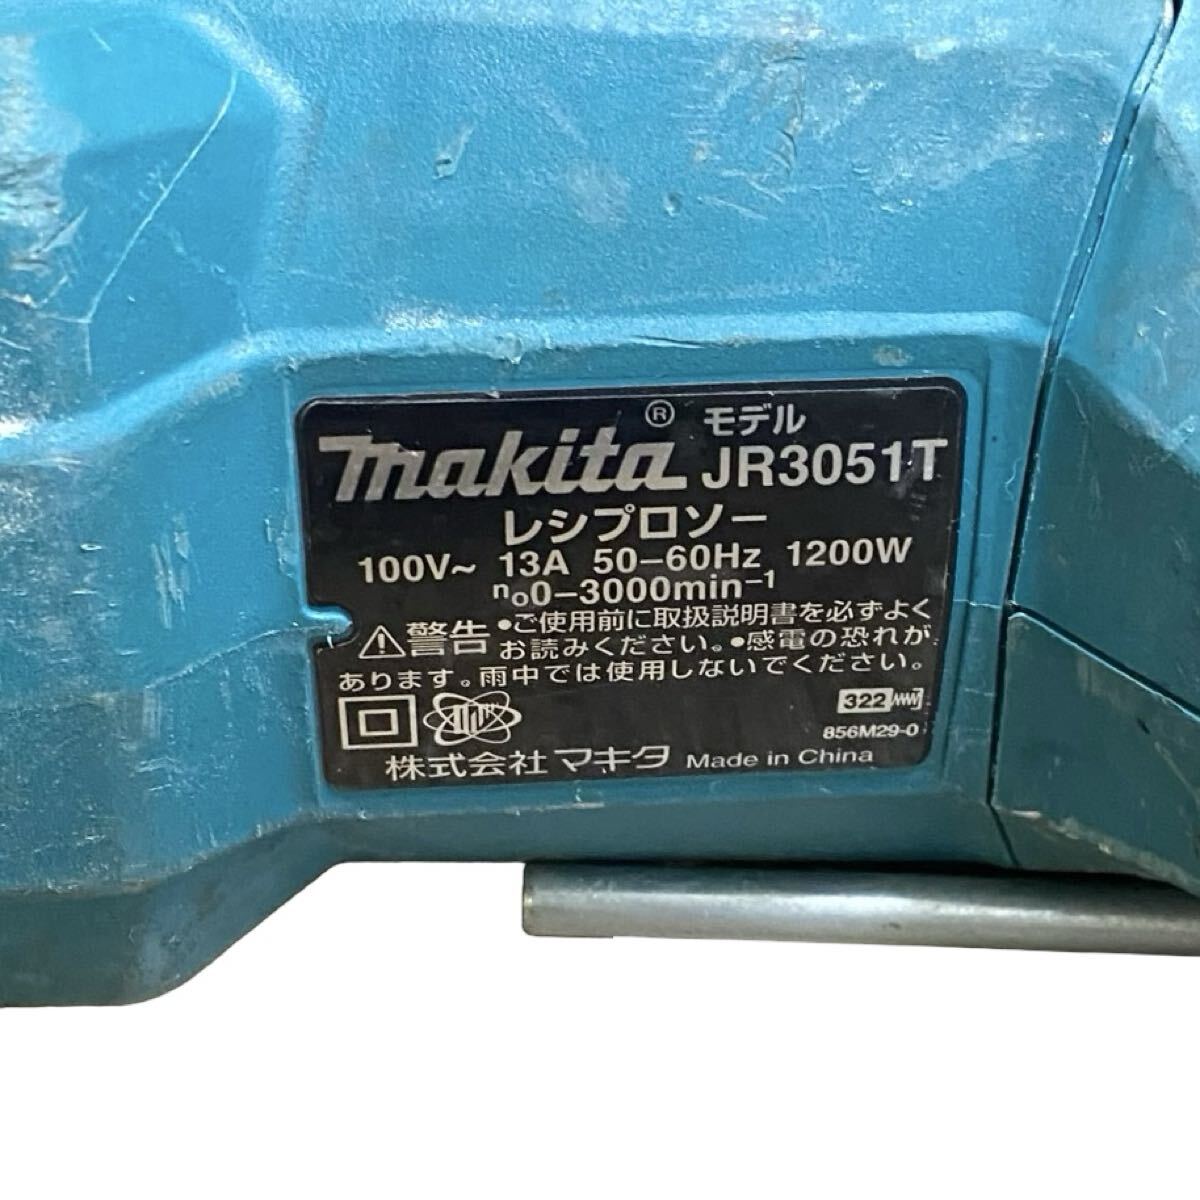 makita® モデル JR3051T
レシプロソー
100V~ 13A 50-60Hz 1200W
n₀0-3000min⁻¹
⚠警告 •ご使用前に取扱説明書を必ずよく
お読みください。•感電の恐れが
あります。雨中では使用しないでください。
322
856M29-0
株式会社マキタ Made in China